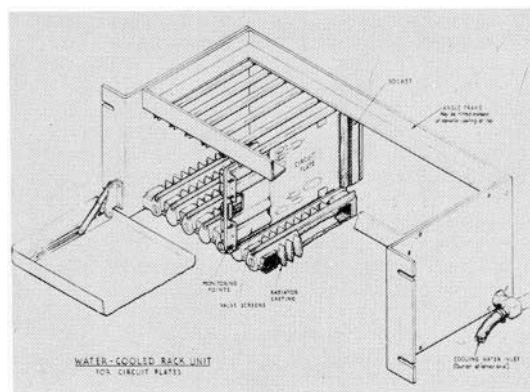 SOCKET
ANGLE FRAME
CIRCUIT
PLATE
MONITORING
POINTS
VALVE SCREENS
RADIATOR
CASTING
COOLING WATER INLET
WATER-COOLED RACK UNIT
FOR CIRCUIT PLATES